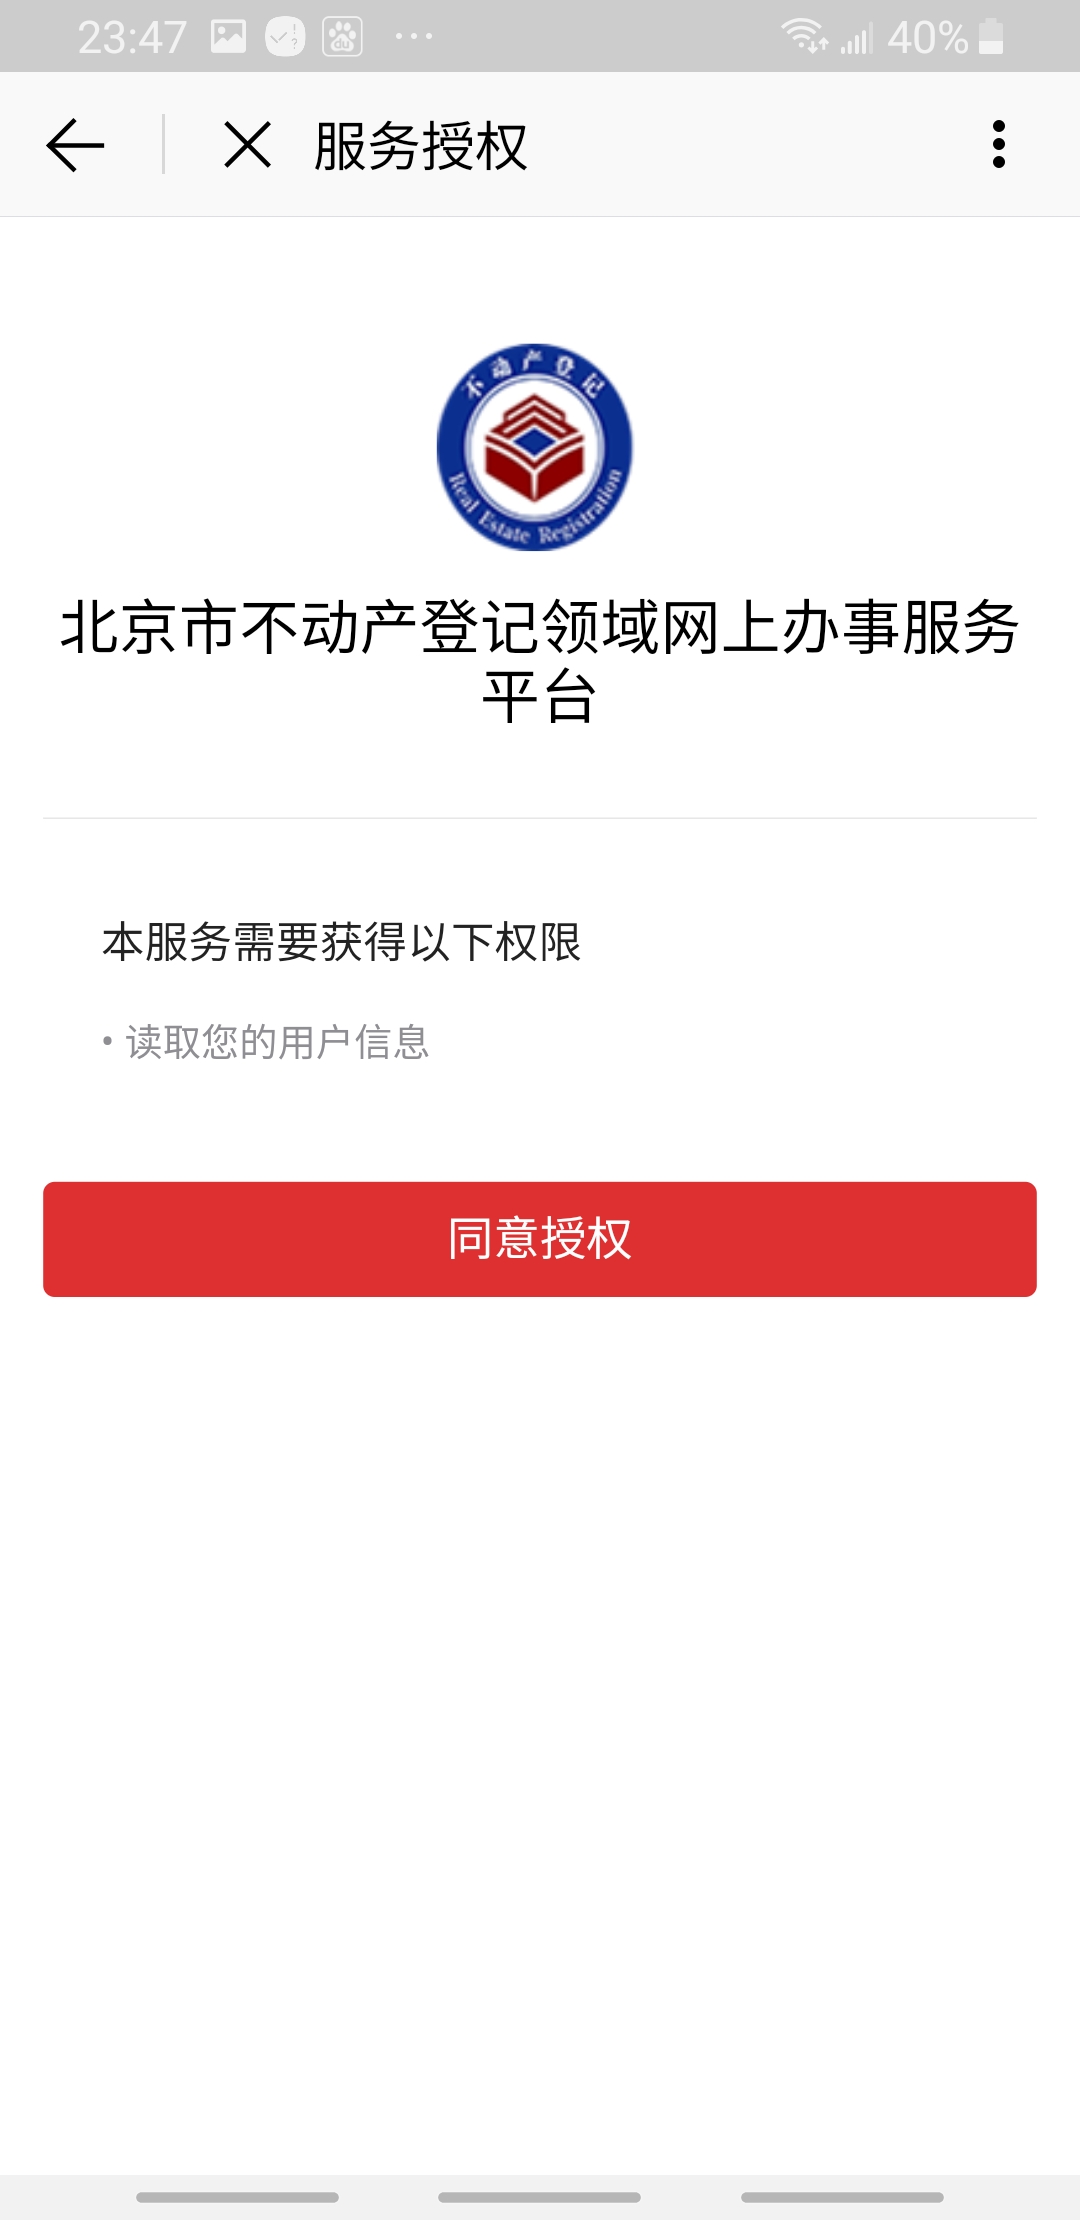 23:47
du
40%
服务授权
不动产登记
Real Estate Registration
北京市不动产登记领域网上办事服务
平台
本服务需要获得以下权限
• 读取您的用户信息
同意授权